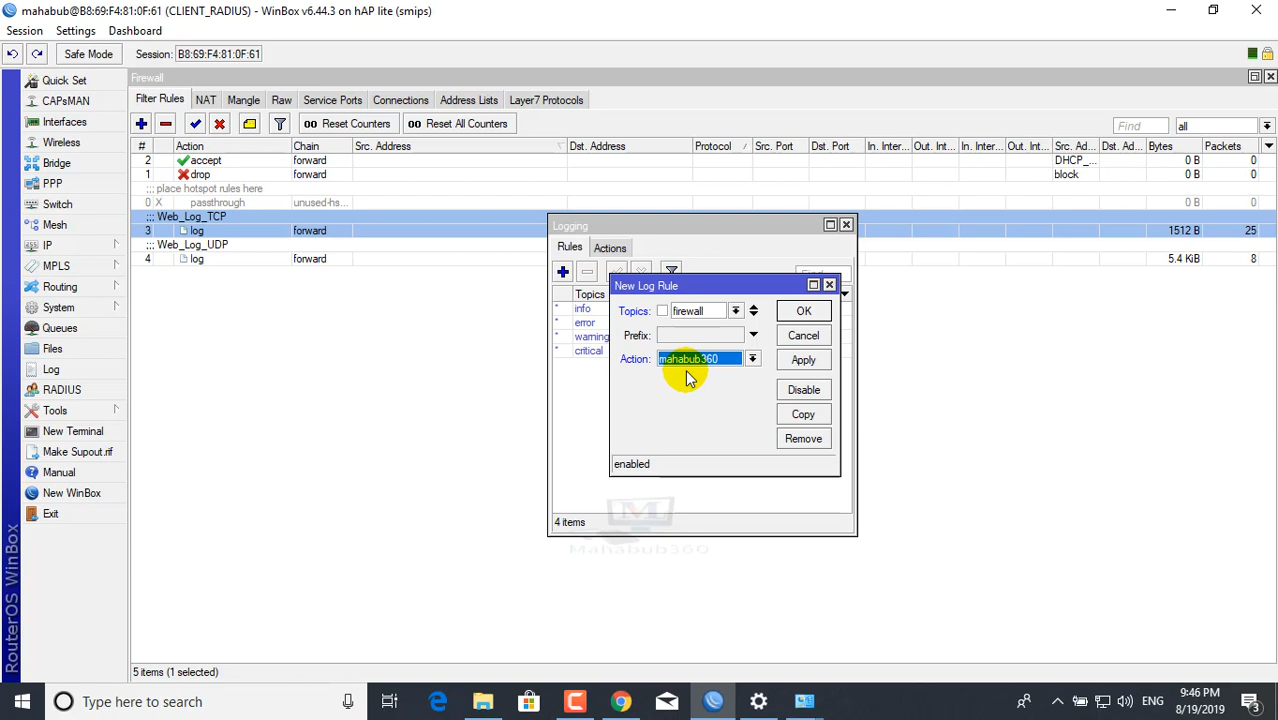 mahabub@B8:69:F4:81:0F:61 (CLIENT_RADIUS) - WinBox v6.44.3 on hAP lite (smips)
Session Settings Dashboard
Safe Mode Session: B8:69:F4:81:0F:61
Quick Set
CAPsMAN
Interfaces
Wireless
Bridge
PPP
Switch
Mesh
IP
MPLS
Routing
System
Queues
Files
Log
RADIUS
Tools
New Terminal
Make Supout.rif
Manual
New WinBox
Exit
RouterOS WinBox
Firewall
Filter Rules NAT Mangle Raw Service Ports Connections Address Lists Layer7 Protocols
00 Reset Counters 00 Reset All Counters Find all
# Action Chain Src. Address Dst. Address Protocol Src. Port Dst. Port In. Inter... Out. Int... In. Inter... Out. Int... Src. Ad... Dst. Ad... Bytes Packets
2 accept forward DHCP_... 0 B 0
1 drop forward block 0 B 0
;;; place hotspot rules here
0 X passthrough unused-hs... 0 B 0
;;; Web_Log_TCP
3 log forward 1512 B 25
;;; Web_Log_UDP
4 log forward 5.4 KiB 8
Logging
Rules Actions
Topics
* info
* error
* warning
* critical
4 items
New Log Rule
Topics: firewall OK
Prefix: Cancel
Action: mahabub360 Apply
Disable
Copy
Remove
enabled
Mahabub360
5 items (1 selected)
Type here to search
ENG
9:46 PM
8/19/2019
3